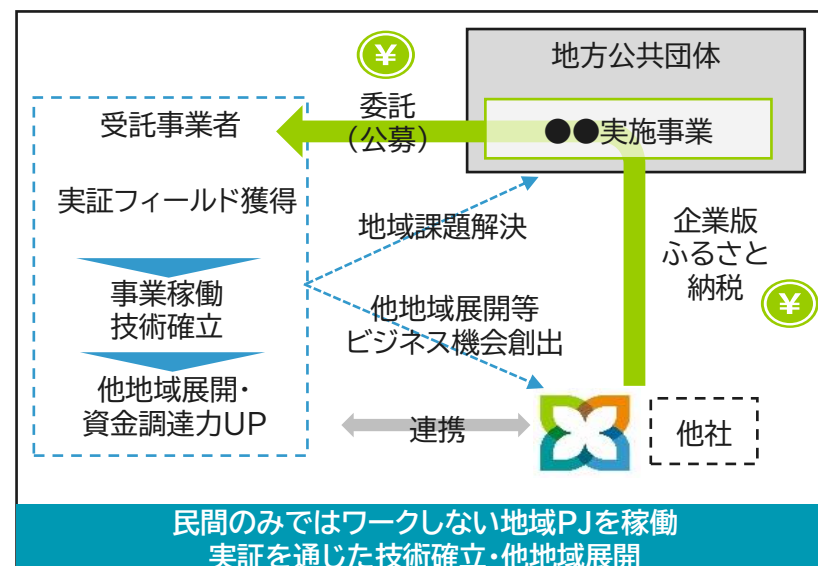 ¥
地方公共団体
委託
(公募)
●●実施事業
受託事業者
実証フィールド獲得
地域課題解決
企業版
ふるさと
納税
¥
事業稼働
技術確立
他地域展開等
ビジネス機会創出
他地域展開・
資金調達力UP
連携
他社
民間のみではワークしない地域PJを稼働
実証を通じた技術確立・他地域展開